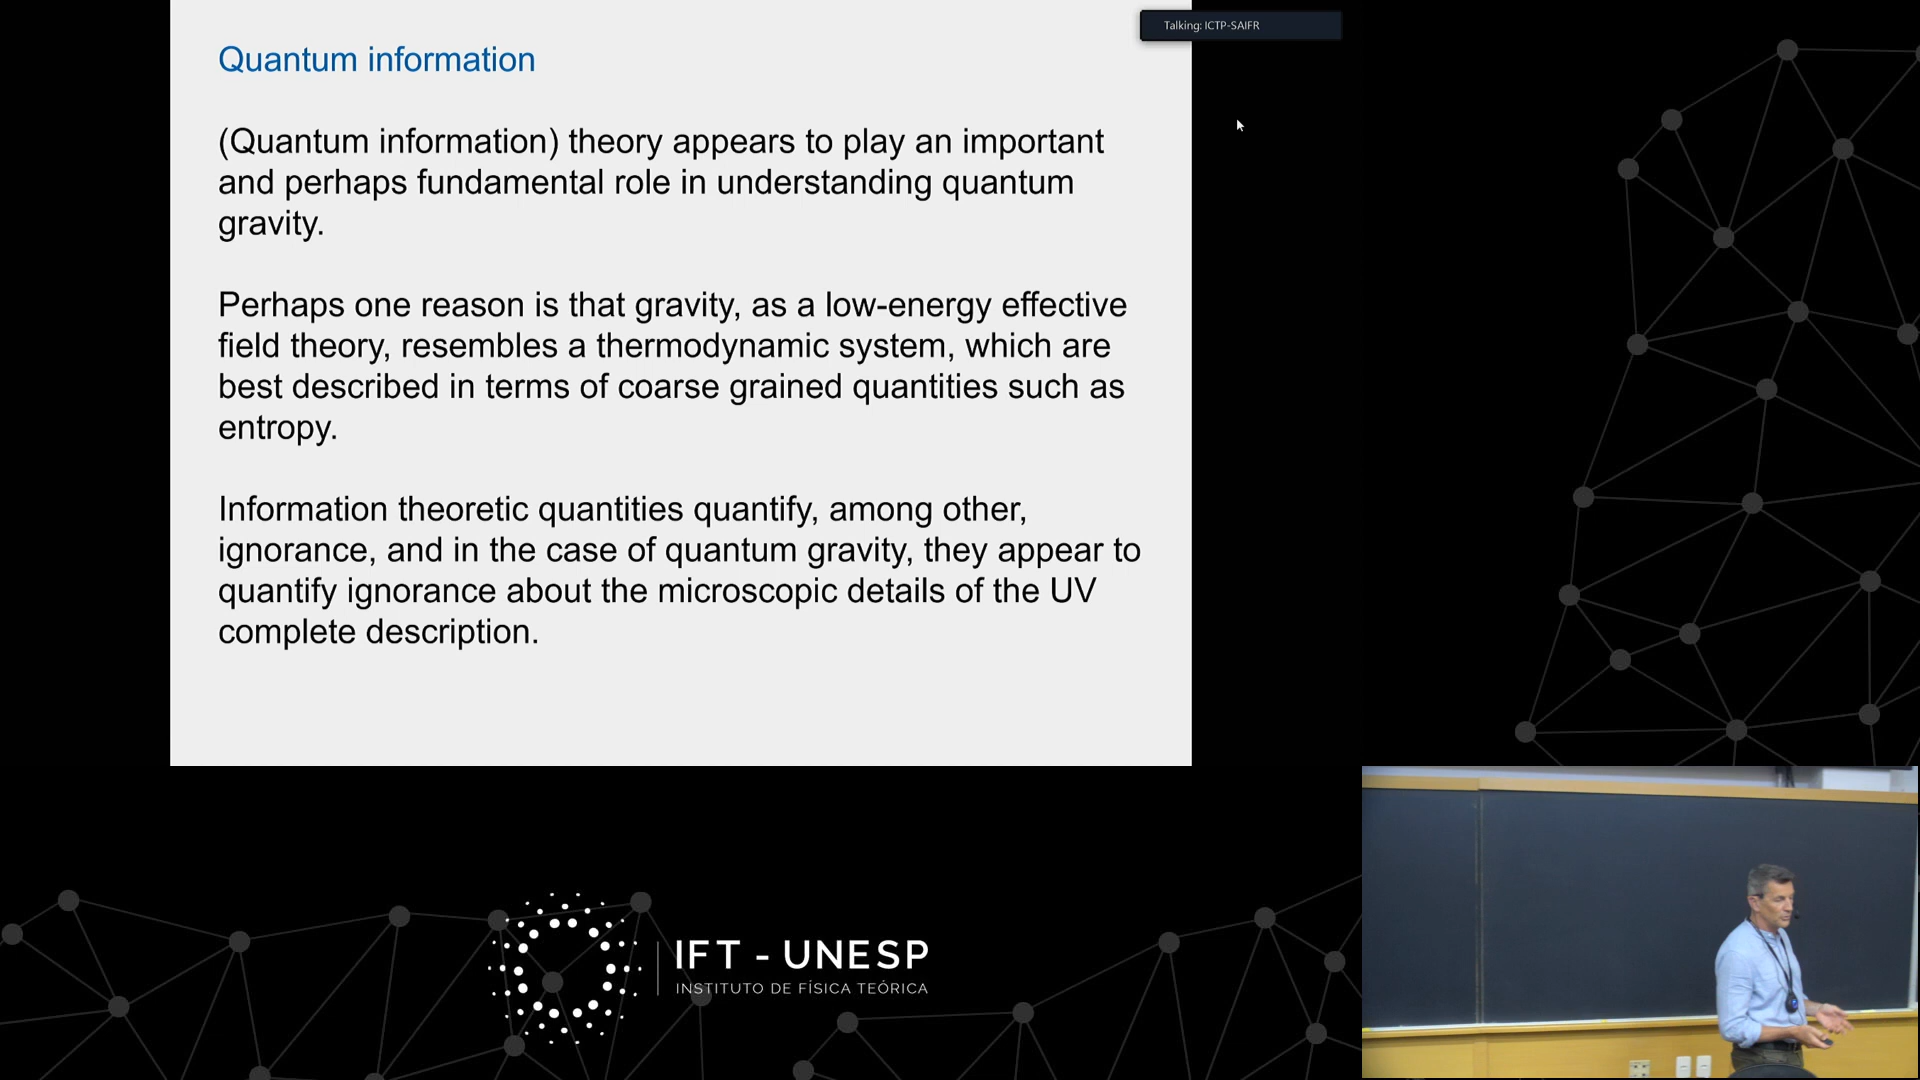 Talking: ICTP-SAIFR
Quantum information
(Quantum information) theory appears to play an important
and perhaps fundamental role in understanding quantum
gravity.
Perhaps one reason is that gravity, as a low-energy effective
field theory, resembles a thermodynamic system, which are
best described in terms of coarse grained quantities such as
entropy.
Information theoretic quantities quantify, among other,
ignorance, and in the case of quantum gravity, they appear to
quantify ignorance about the microscopic details of the UV
complete description.
IFT - UNESP
INSTITUTO DE FÍSICA TEÓRICA